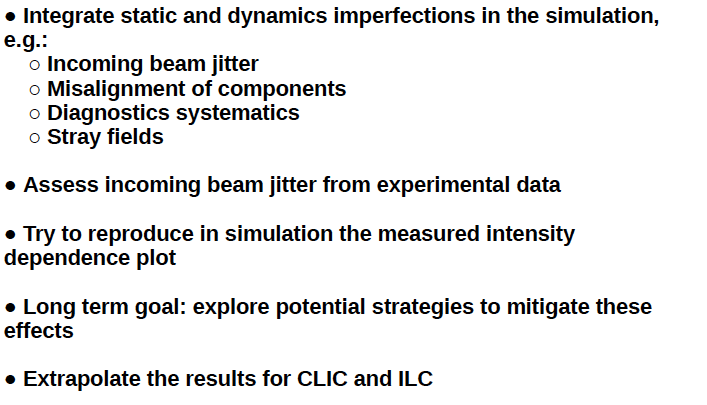 ● Integrate static and dynamics imperfections in the simulation,
e.g.:
○ Incoming beam jitter
○ Misalignment of components
○ Diagnostics systematics
○ Stray fields
● Assess incoming beam jitter from experimental data
● Try to reproduce in simulation the measured intensity
dependence plot
● Long term goal: explore potential strategies to mitigate these
effects
● Extrapolate the results for CLIC and ILC